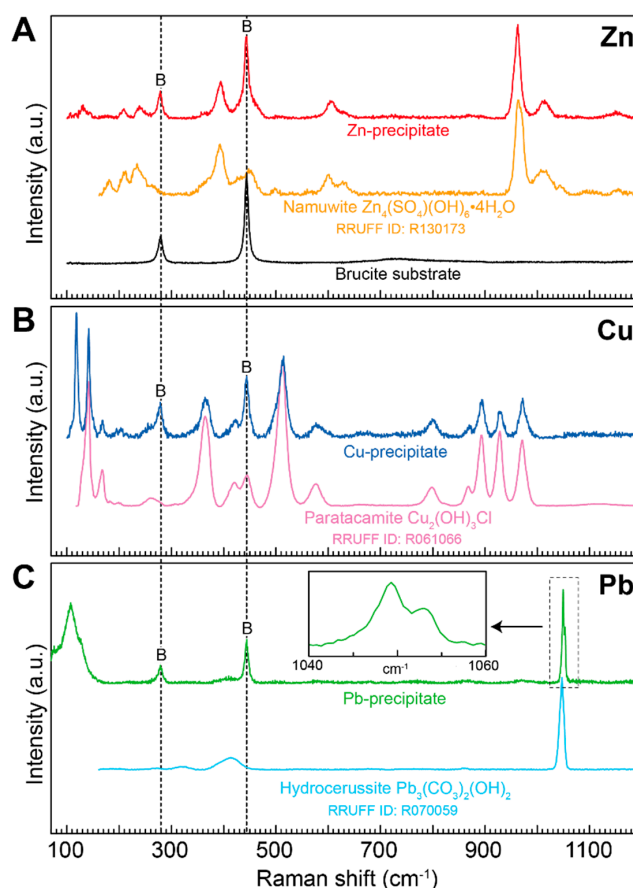 A
Zn
Intensity (a.u.)
B
B
Zn-precipitate
Namuwite Zn₄(SO₄)(OH)₆•4H₂O
RRUFF ID: R130173
Brucite substrate
B
Cu
Intensity (a.u.)
B
B
Cu-precipitate
Paratacamite Cu₂(OH)₃Cl
RRUFF ID: R061066
C
Pb
Intensity (a.u.)
1040
cm⁻¹
1060
B
B
Pb-precipitate
Hydrocerussite Pb₃(CO₃)₂(OH)₂
RRUFF ID: R070059
100 300 500 700 900 1100
Raman shift (cm⁻¹)